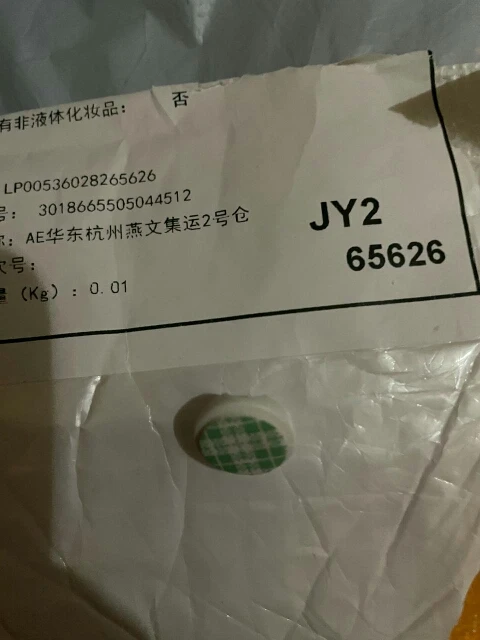 有非液体化妆品： 否
LP00536028265626
号： 3018665505044512
称：AE华东杭州燕文集运2号仓
次号：
量（Kg）：0.01
JY2
65626